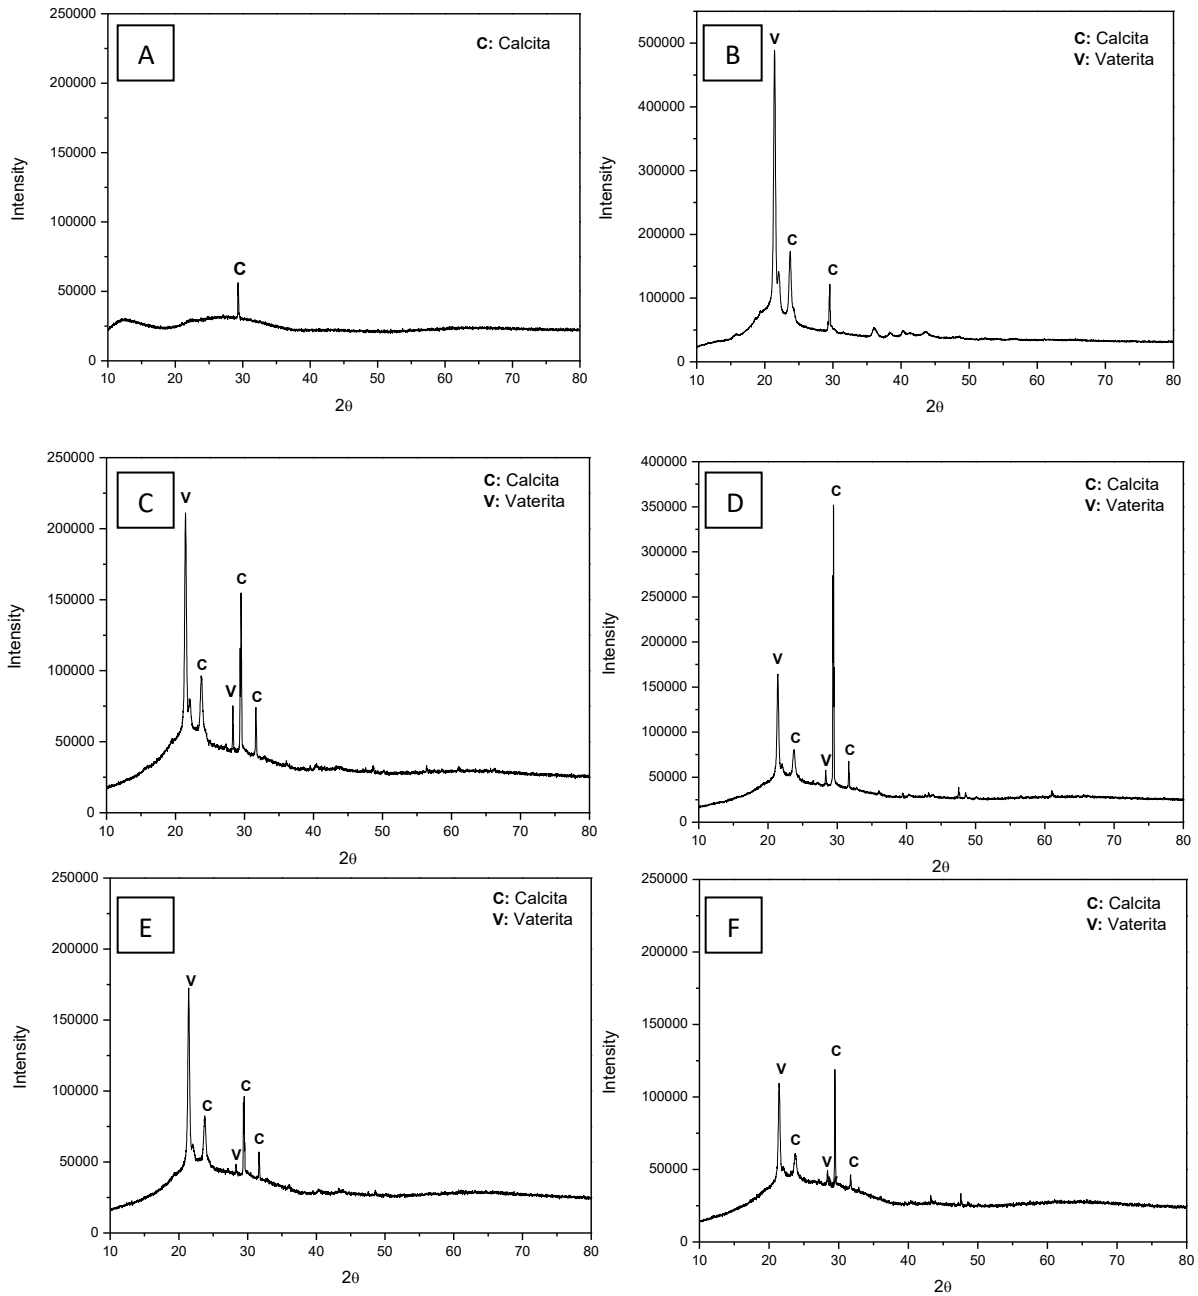 A
C: Calcita
C
250000
200000
150000
100000
50000
0
Intensity
10 20 30 40 50 60 70 80
2θ
B
C: Calcita
V: Vaterita
V
C
C
500000
400000
300000
200000
100000
0
Intensity
10 20 30 40 50 60 70 80
2θ
C
C: Calcita
V: Vaterita
V
C
V
C
C
250000
200000
150000
100000
50000
0
Intensity
10 20 30 40 50 60 70 80
2θ
D
C: Calcita
V: Vaterita
C
V
C
V
C
400000
350000
300000
250000
200000
150000
100000
50000
0
Intensity
10 20 30 40 50 60 70 80
2θ
E
C: Calcita
V: Vaterita
V
C
V
C
C
250000
200000
150000
100000
50000
0
Intensity
10 20 30 40 50 60 70 80
2θ
F
C: Calcita
V: Vaterita
V
C
V
C
C
250000
200000
150000
100000
50000
0
Intensity
10 20 30 40 50 60 70 80
2θ